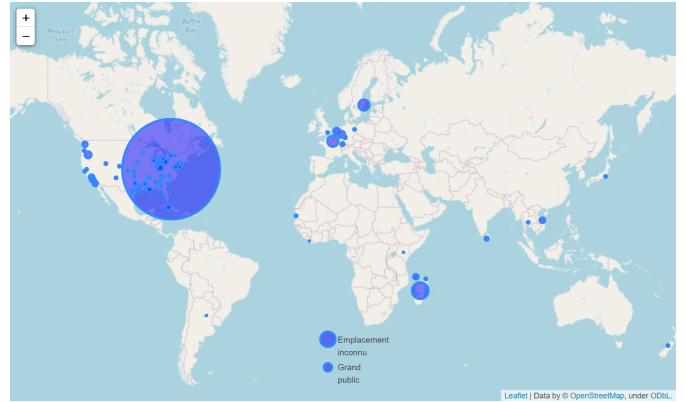 +
−
Beaufort
Sea
Baffin
Bay
Emplacement
inconnu
Grand
public
Leaflet | Data by © OpenStreetMap, under ODbL.